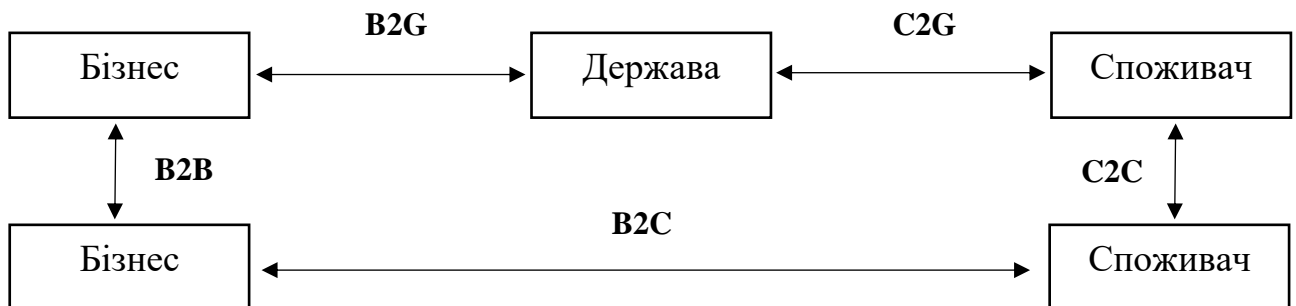 B2G
C2G
Бізнес
Держава
Споживач
B2B
C2C
B2C
Бізнес
Споживач